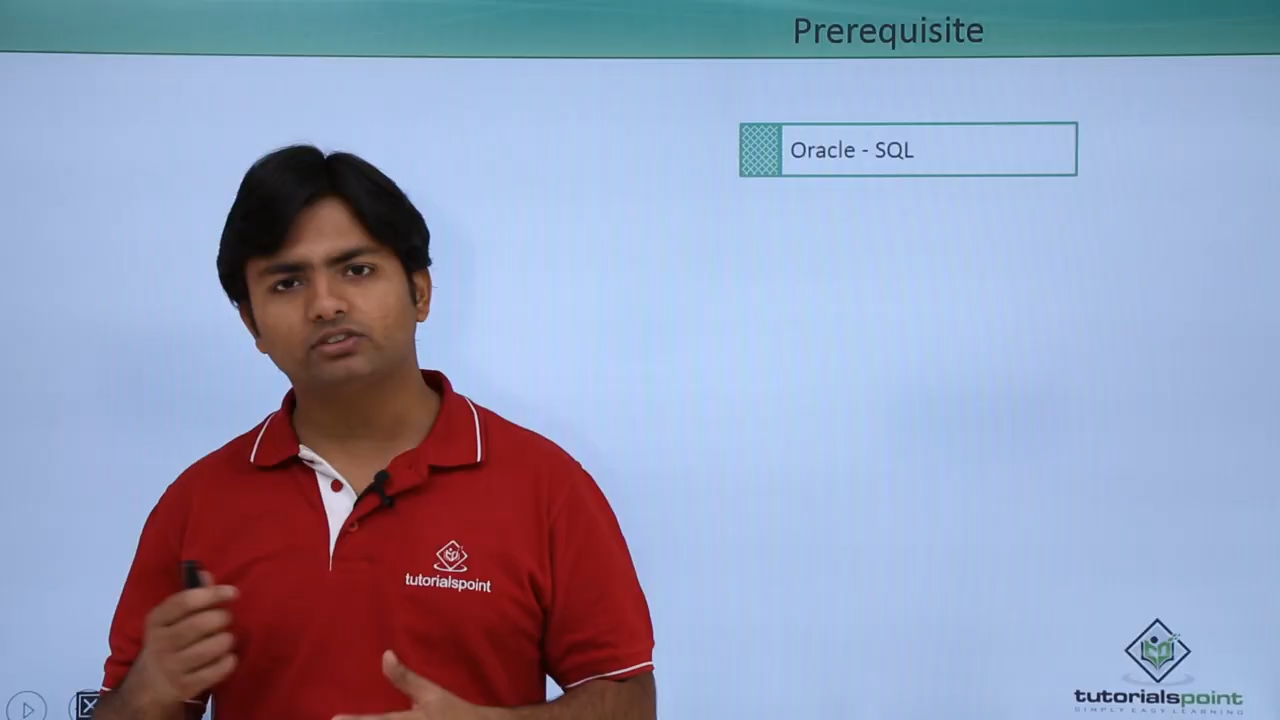 Prerequisite
Oracle - SQL
tutorialspoint
tutorialspoint
SIMPLY EASY LEARNING